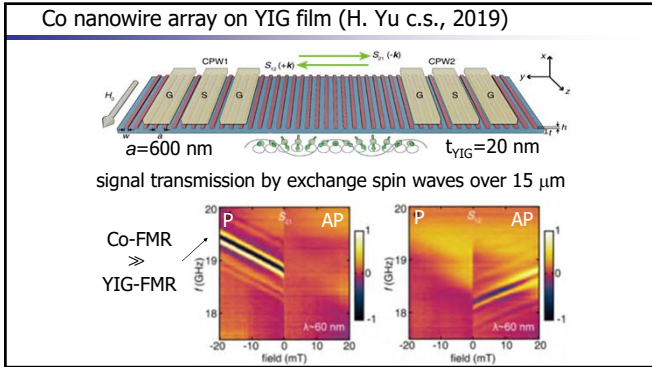 Co nanowire array on YIG film (H. Yu c.s., 2019)
CPW1
S21 (-k)
S12 (+k)
CPW2
x
y
z
H0
G
S
G
G
S
G
w
a
h
t
a=600 nm
tYIG=20 nm
signal transmission by exchange spin waves over 15 μm
Co-FMR
≫
YIG-FMR
P
S21
AP
20
19
18
f (GHz)
1
0
-1
λ~60 nm
-20
-10
0
10
20
field (mT)
P
S12
AP
20
19
18
f (GHz)
1
0
-1
λ~60 nm
-20
-10
0
10
20
field (mT)